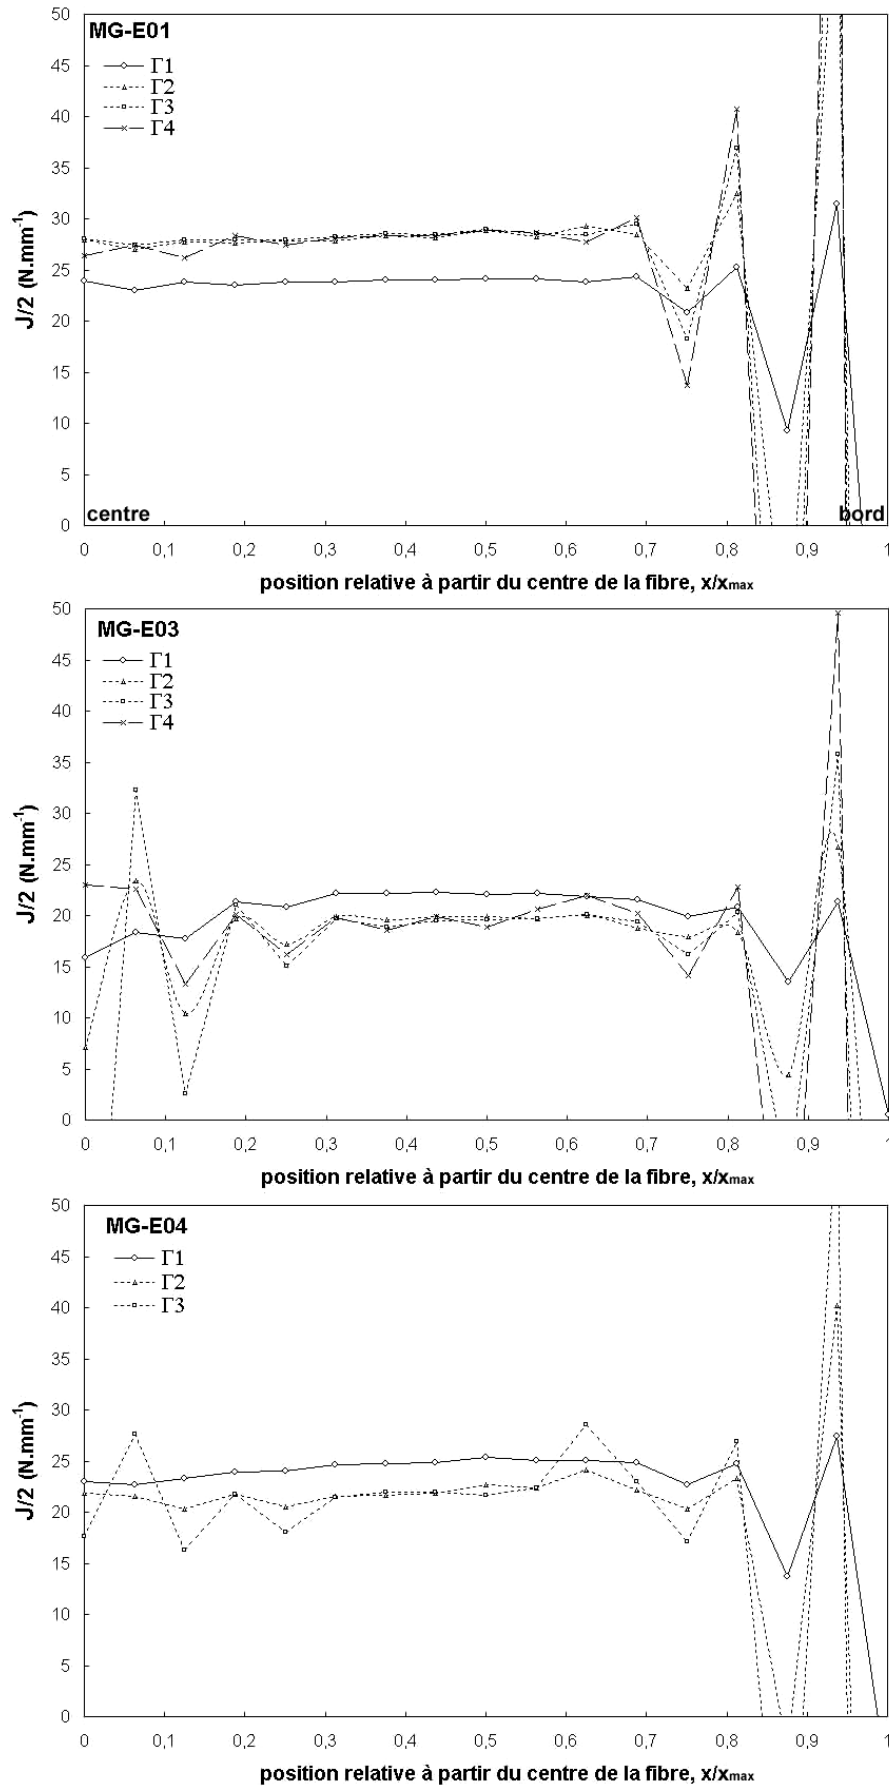 MG-E01
Γ1
Γ2
Γ3
Γ4
50
45
40
35
30
25
20
15
10
5
0
J/2 (N.mm-1)
centre
bord
0 0,1 0,2 0,3 0,4 0,5 0,6 0,7 0,8 0,9 1
position relative à partir du centre de la fibre, x/xmax
MG-E03
Γ1
Γ2
Γ3
Γ4
50
45
40
35
30
25
20
15
10
5
0
J/2 (N.mm-1)
0 0,1 0,2 0,3 0,4 0,5 0,6 0,7 0,8 0,9 1
position relative à partir du centre de la fibre, x/xmax
MG-E04
Γ1
Γ2
Γ3
50
45
40
35
30
25
20
15
10
5
0
J/2 (N.mm-1)
0 0,1 0,2 0,3 0,4 0,5 0,6 0,7 0,8 0,9 1
position relative à partir du centre de la fibre, x/xmax